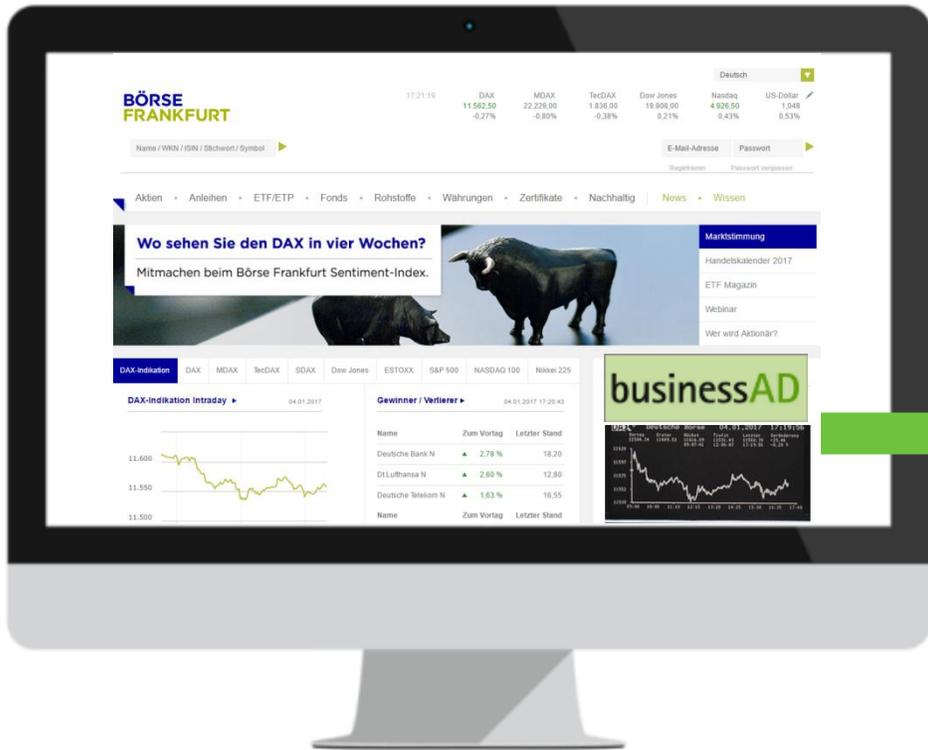 Deutsch
BÖRSE
FRANKFURT
17:21:19
DAX MDAX TecDAX Dow Jones Nasdaq US-Dollar
11.562,50 22.229,00 1.836,00 19.906,00 4.926,50 1,048
-0,27% -0,80% -0,38% 0,21% 0,43% 0,53%
Name / WKN / ISIN / Stichwort / Symbol
E-Mail-Adresse Passwort
Registrieren Passwort vergessen
Aktien • Anleihen • ETF/ETP • Fonds • Rohstoffe • Währungen • Zertifikate • Nachhaltig News • Wissen
Wo sehen Sie den DAX in vier Wochen?
Mitmachen beim Börse Frankfurt Sentiment-Index.
Marktstimmung
Handelskalender 2017
ETF Magazin
Webinar
Wer wird Aktionär?
DAX-Indikation DAX MDAX TecDAX SDAX Dow Jones ESTOXX S&P 500 NASDAQ 100 Nikkei 225
DAX-Indikation Intraday
04.01.2017
11.600
11.550
11.500
Gewinner / Verlierer
04.01.2017 17:20:43
Name Zum Vortag Letzter Stand
Deutsche Bank N 2,78 % 18,20
Dt.Lufthansa N 2,60 % 12,80
Deutsche Telekom N 1,63 % 16,55
Name Zum Vortag Letzter Stand
businessAD
DAX Deutsche Börse 04.01.2017 17:19:56
Vortag Erster Höchst Tiefst Letzter Veränderung